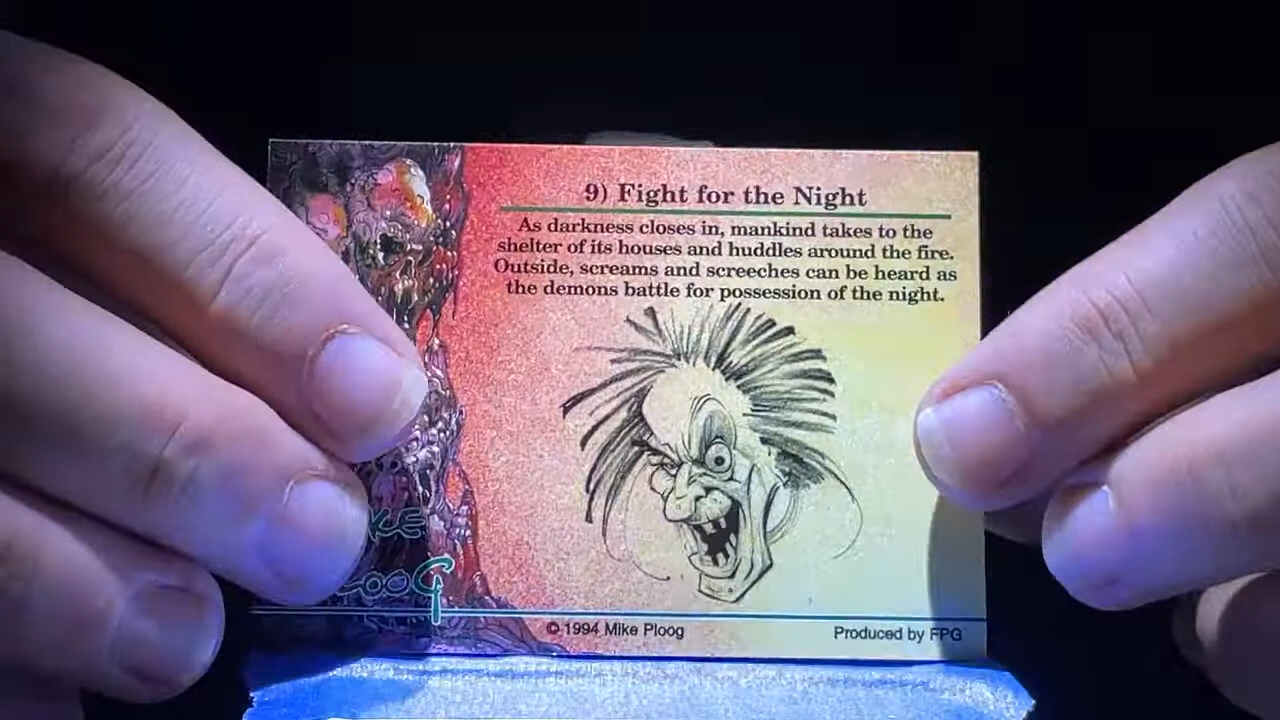 9) Fight for the Night
As darkness closes in, mankind takes to the
shelter of its houses and huddles around the fire.
Outside, screams and screeches can be heard as
the demons battle for possession of the night.
© 1994 Mike Ploog
Produced by FPG